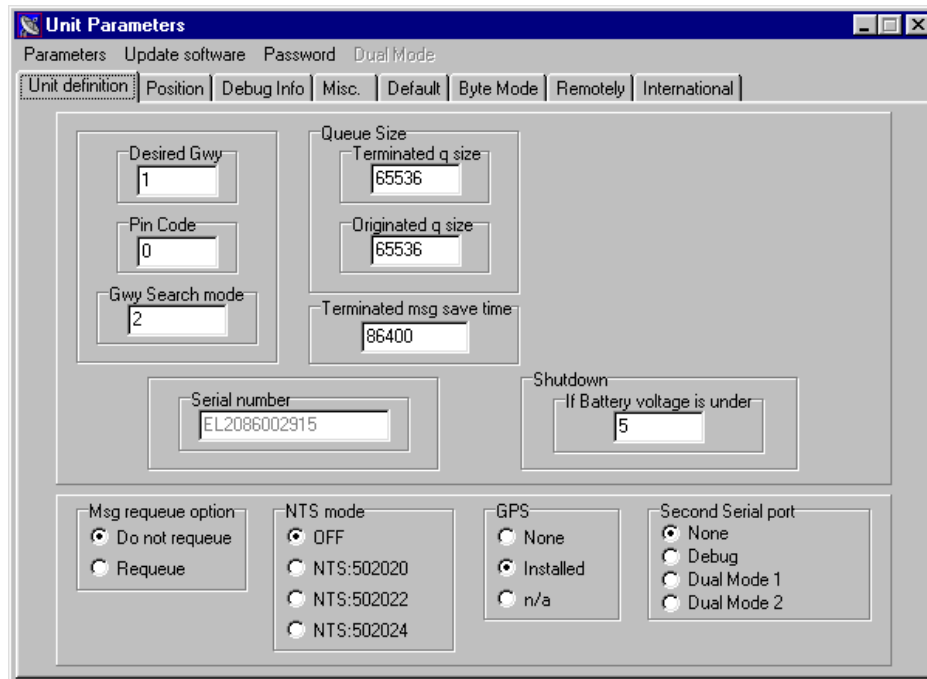 Unit Parameters
Parameters Update software Password Dual Mode
Unit definition Position Debug Info Misc. Default Byte Mode Remotely International
Desired Gwy
1
Pin Code
0
Gwy Search mode
2
Queue Size
Terminated q size
65536
Originated q size
65536
Terminated msg save time
86400
Serial number
EL2086002915
Shutdown
If Battery voltage is under
5
Msg requeue option
Do not requeue
Requeue
NTS mode
OFF
NTS:502020
NTS:502022
NTS:502024
GPS
None
Installed
n/a
Second Serial port
None
Debug
Dual Mode 1
Dual Mode 2